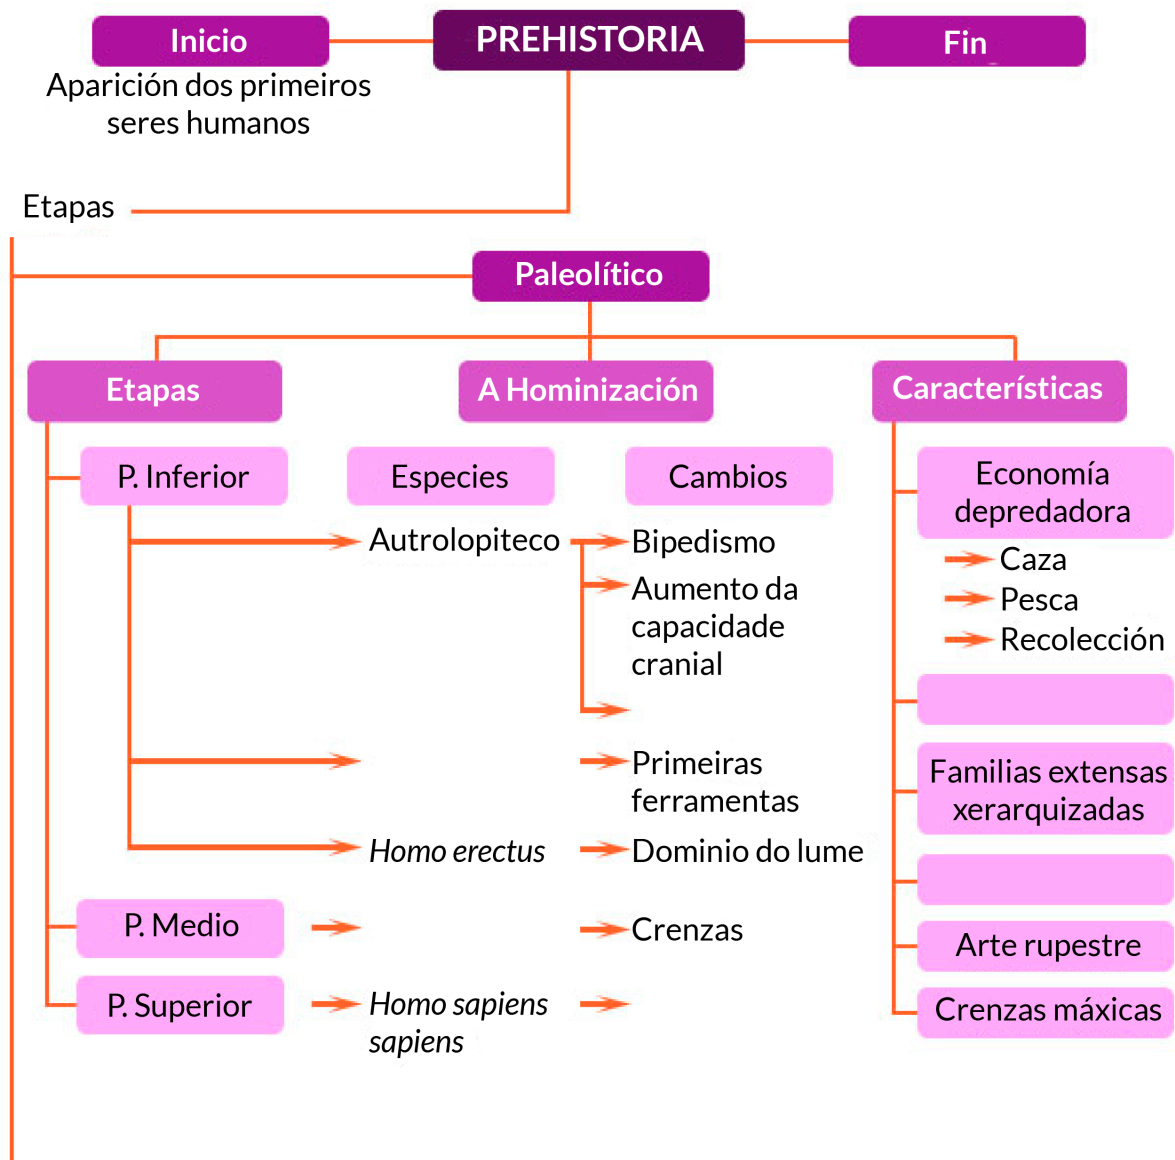 Inicio
PREHISTORIA
Fin
Aparición dos primeiros
seres humanos
Etapas
Paleolítico
Etapas
A Hominización
Características
P. Inferior
Especies
Cambios
Economía
depredadora
Autrolopiteco
Bipedismo
Caza
Aumento da
capacidade
cranial
Pesca
Recolección
Primeiras
ferramentas
Familias extensas
xerarquizadas
Homo erectus
Dominio do lume
P. Medio
Crenzas
Arte rupestre
P. Superior
Homo sapiens
sapiens
Crenzas máxicas